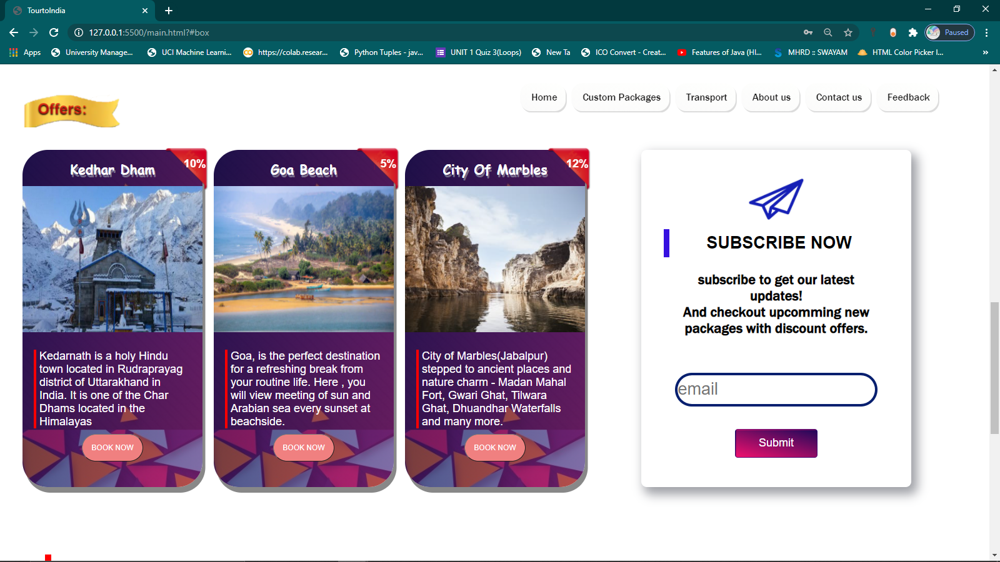 TourtoIndia
127.0.0.1:5500/main.html?#box
Paused
Apps
University Manage...
UCI Machine Learni...
https://colab.resear...
Python Tuples - jav...
UNIT 1 Quiz 3(Loops)
New Ta
ICO Convert - Creat...
Features of Java (HI...
MHRD :: SWAYAM
HTML Color Picker I...
»
Offers:
Home
Custom Packages
Transport
About us
Contact us
Feedback
Kedhar Dham
10%
Kedarnath is a holy Hindu
town located in Rudraprayag
district of Uttarakhand in
India. It is one of the Char
Dhams located in the
Himalayas
BOOK NOW
Goa Beach
5%
Goa, is the perfect destination
for a refreshing break from
your routine life. Here , you
will view meeting of sun and
Arabian sea every sunset at
beachside.
BOOK NOW
City Of Marbles
12%
City of Marbles(Jabalpur)
stepped to ancient places and
nature charm - Madan Mahal
Fort, Gwari Ghat, Tilwara
Ghat, Dhuandhar Waterfalls
and many more.
BOOK NOW
SUBSCRIBE NOW
subscribe to get our latest
updates!
And checkout upcomming new
packages with discount offers.
email
Submit